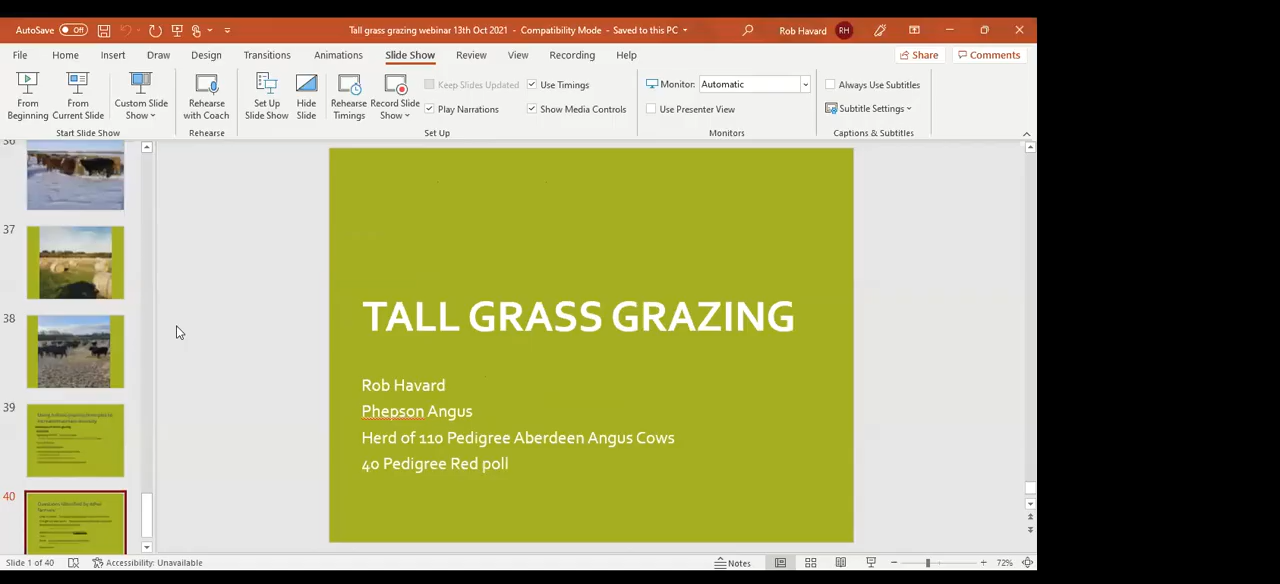 AutoSave Off Tall grass grazing webinar 13th Oct 2021 - Compatibility Mode - Saved to this PC Rob Havard RH
File Home Insert Draw Design Transitions Animations Slide Show Review View Recording Help Share Comments
From Beginning
From Current Slide
Custom Slide Show
Rehearse with Coach
Set Up Slide Show
Hide Slide
Rehearse Timings
Record Slide Show
Keep Slides Updated
Use Timings
Play Narrations
Show Media Controls
Monitor: Automatic
Use Presenter View
Always Use Subtitles
Subtitle Settings
Start Slide Show Rehearse Set Up Monitors Captions & Subtitles
36
37
38
39
40
TALL GRASS GRAZING
Rob Havard
Phepson Angus
Herd of 110 Pedigree Aberdeen Angus Cows
40 Pedigree Red poll
Slide 1 of 40 Accessibility: Unavailable Notes 72%